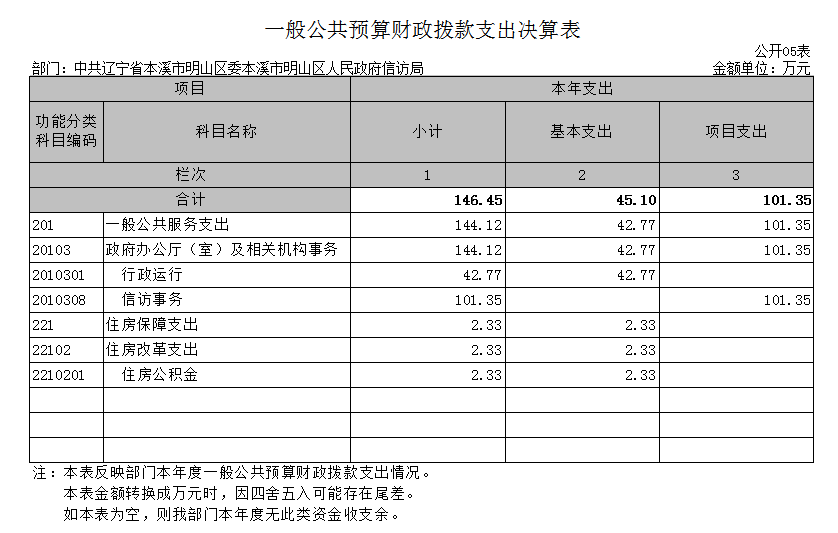 一般公共预算财政拨款支出决算表
公开05表
部门：中共辽宁省本溪市明山区委本溪市明山区人民政府信访局 金额单位：万元
项目 本年支出
功能分类科目编码 科目名称 小计 基本支出 项目支出
栏次 1 2 3
合计 146.45 45.10 101.35
201 一般公共服务支出 144.12 42.77 101.35
20103 政府办公厅（室）及相关机构事务 144.12 42.77 101.35
2010301 行政运行 42.77 42.77
2010308 信访事务 101.35 101.35
221 住房保障支出 2.33 2.33
22102 住房改革支出 2.33 2.33
2210201 住房公积金 2.33 2.33
注：本表反映部门本年度一般公共预算财政拨款支出情况。
本表金额转换成万元时，因四舍五入可能存在尾差。
如本表为空，则我部门本年度无此类资金收支余。